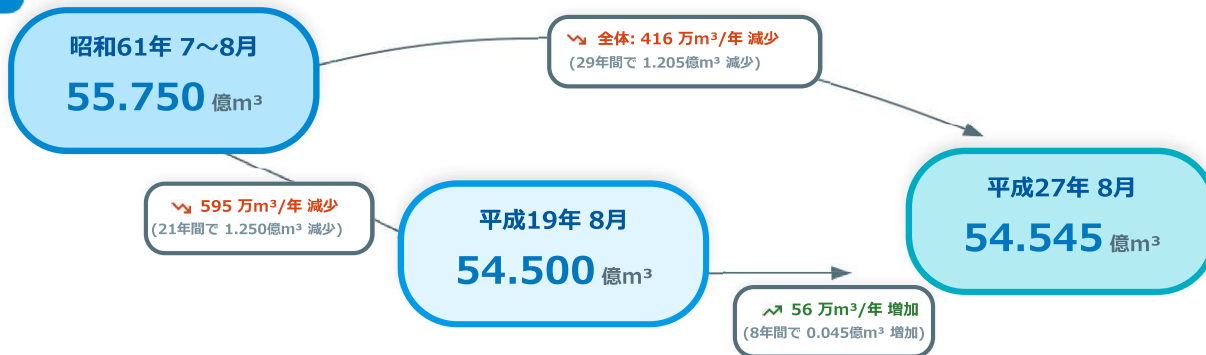 昭和61年 7〜8月
55.750 億m³
全体: 416 万m³/年 減少
(29年間で 1.205億m³ 減少)
595 万m³/年 減少
(21年間で 1.250億m³ 減少)
平成19年 8月
54.500 億m³
平成27年 8月
54.545 億m³
56 万m³/年 増加
(8年間で 0.045億m³ 増加)